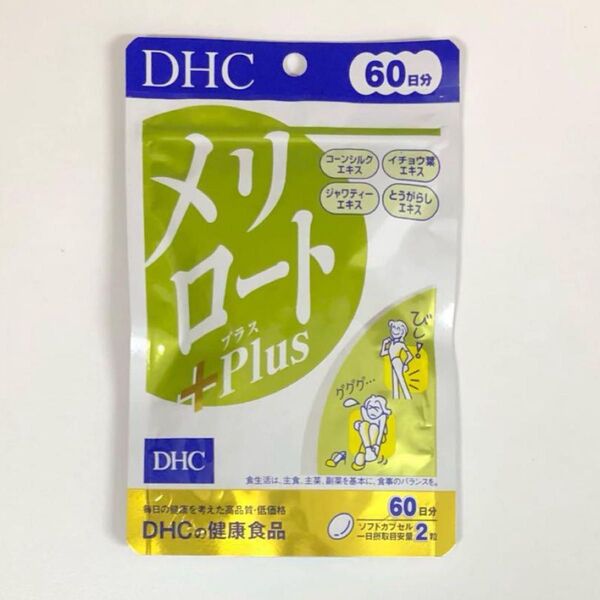 DHC
60日分
メリ
ロート
プラス
+Plus
コーンシルク
エキス
イチョウ葉
エキス
ジャワティー
エキス
とうがらし
エキス
びし!
グググ…
DHC
食生活は、主食、主菜、副菜を基本に、食事のバランスを。
毎日の健康を考えた高品質・低価格
DHCの健康食品
60日分
ソフトカプセル
一日摂取目安量2粒